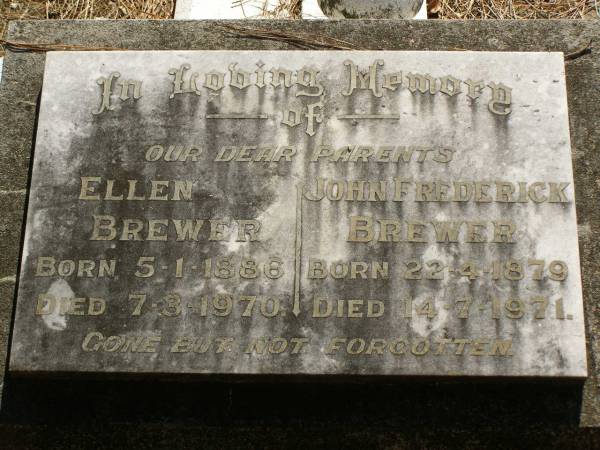 In Loving Memory
of
OUR DEAR PARENTS
ELLEN
BREWER
BORN 5-1-1886
DIED 7-3-1970.
JOHN FREDERICK
BREWER
BORN 22-4-1879
DIED 14-7-1971.
GONE BUT NOT FORGOTTEN.